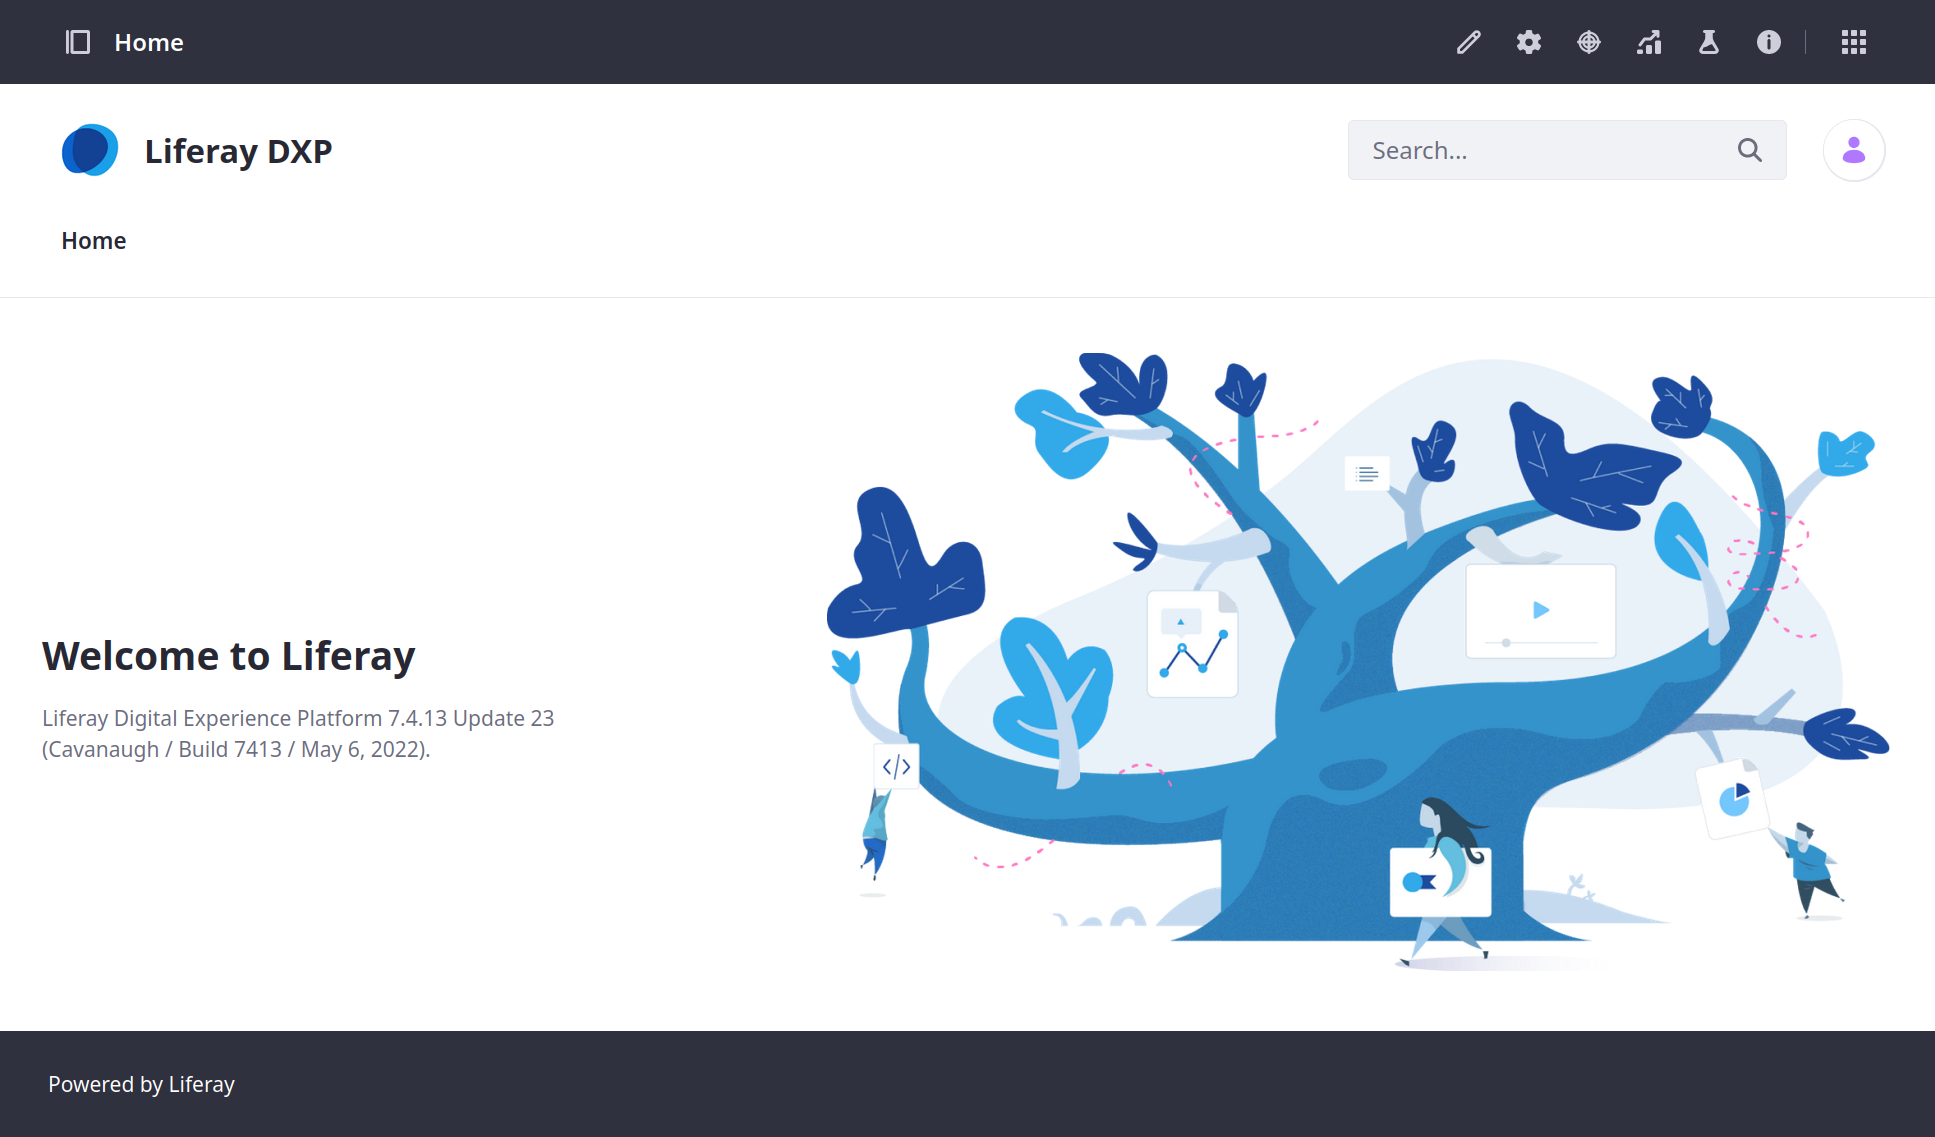 Home
Liferay DXP
Search...
Home
Welcome to Liferay
Liferay Digital Experience Platform 7.4.13 Update 23
(Cavanaugh / Build 7413 / May 6, 2022).
</>
Powered by Liferay